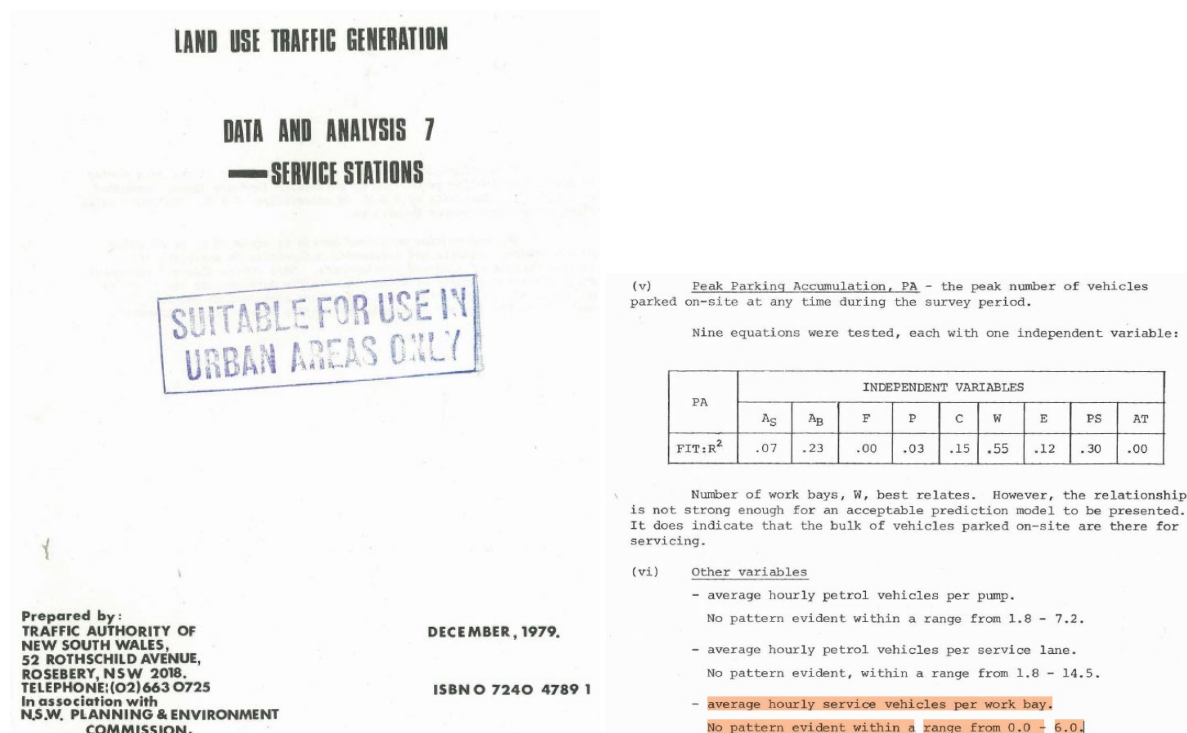 LAND USE TRAFFIC GENERATION
DATA AND ANALYSIS 7
—SERVICE STATIONS
SUITABLE FOR USE IN
URBAN AREAS ONLY
Prepared by:
TRAFFIC AUTHORITY OF
NEW SOUTH WALES,
52 ROTHSCHILD AVENUE,
ROSEBERY, NSW 2018.
TELEPHONE:(02)663 0725
In association with
N.S.W. PLANNING & ENVIRONMENT
COMMISSION.
DECEMBER, 1979.
ISBN 0 7240 4789 1
(v) Peak Parking Accumulation, PA - the peak number of vehicles
parked on-site at any time during the survey period.
Nine equations were tested, each with one independent variable:
PA INDEPENDENT VARIABLES
AS AB F P C W E PS AT
FIT:R2 .07 .23 .00 .03 .15 .55 .12 .30 .00
Number of work bays, W, best relates. However, the relationship
is not strong enough for an acceptable prediction model to be presented.
It does indicate that the bulk of vehicles parked on-site are there for
servicing.
(vi) Other variables
- average hourly petrol vehicles per pump.
No pattern evident within a range from 1.8 - 7.2.
- average hourly petrol vehicles per service lane.
No pattern evident, within a range from 1.8 - 14.5.
- average hourly service vehicles per work bay.
No pattern evident within a range from 0.0 - 6.0.